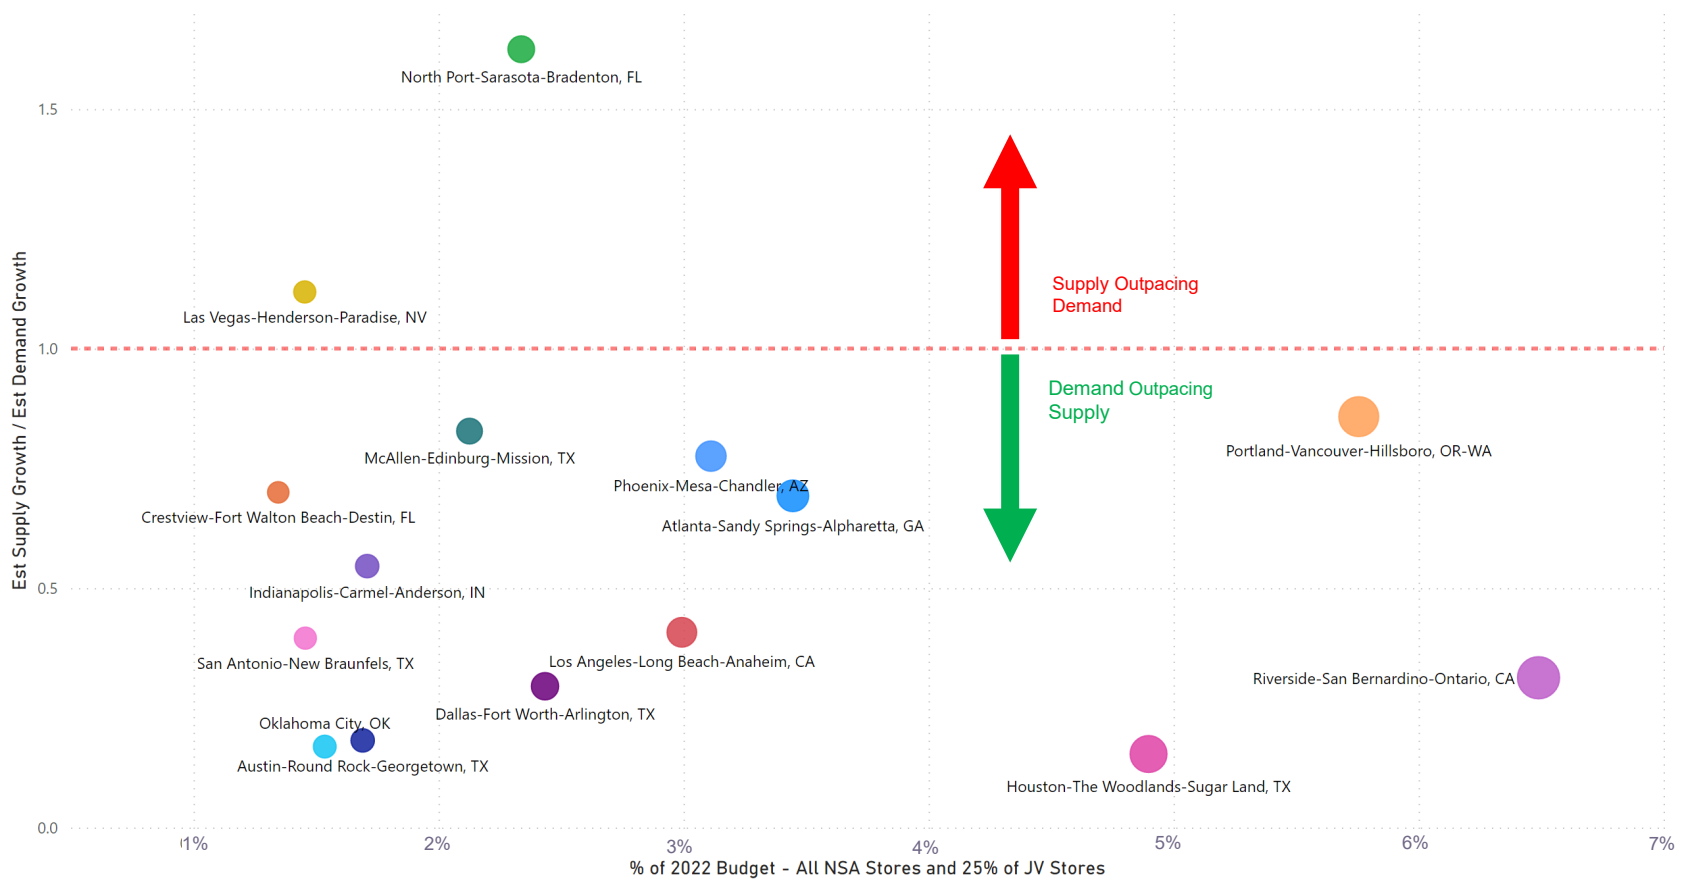 North Port-Sarasota-Bradenton, FL
1.5
Supply Outpacing
Demand
Las Vegas-Henderson-Paradise, NV
1.0
Demand Outpacing
Supply
Est Supply Growth / Est Demand Growth
Portland-Vancouver-Hillsboro, OR-WA
McAllen-Edinburg-Mission, TX
Phoenix-Mesa-Chandler, AZ
Crestview-Fort Walton Beach-Destin, FL
Atlanta-Sandy Springs-Alpharetta, GA
0.5
Indianapolis-Carmel-Anderson, IN
San Antonio-New Braunfels, TX
Los Angeles-Long Beach-Anaheim, CA
Riverside-San Bernardino-Ontario, CA
Dallas-Fort Worth-Arlington, TX
Oklahoma City, OK
Austin-Round Rock-Georgetown, TX
Houston-The Woodlands-Sugar Land, TX
0.0
1% 2% 3% 4% 5% 6% 7%
% of 2022 Budget - All NSA Stores and 25% of JV Stores